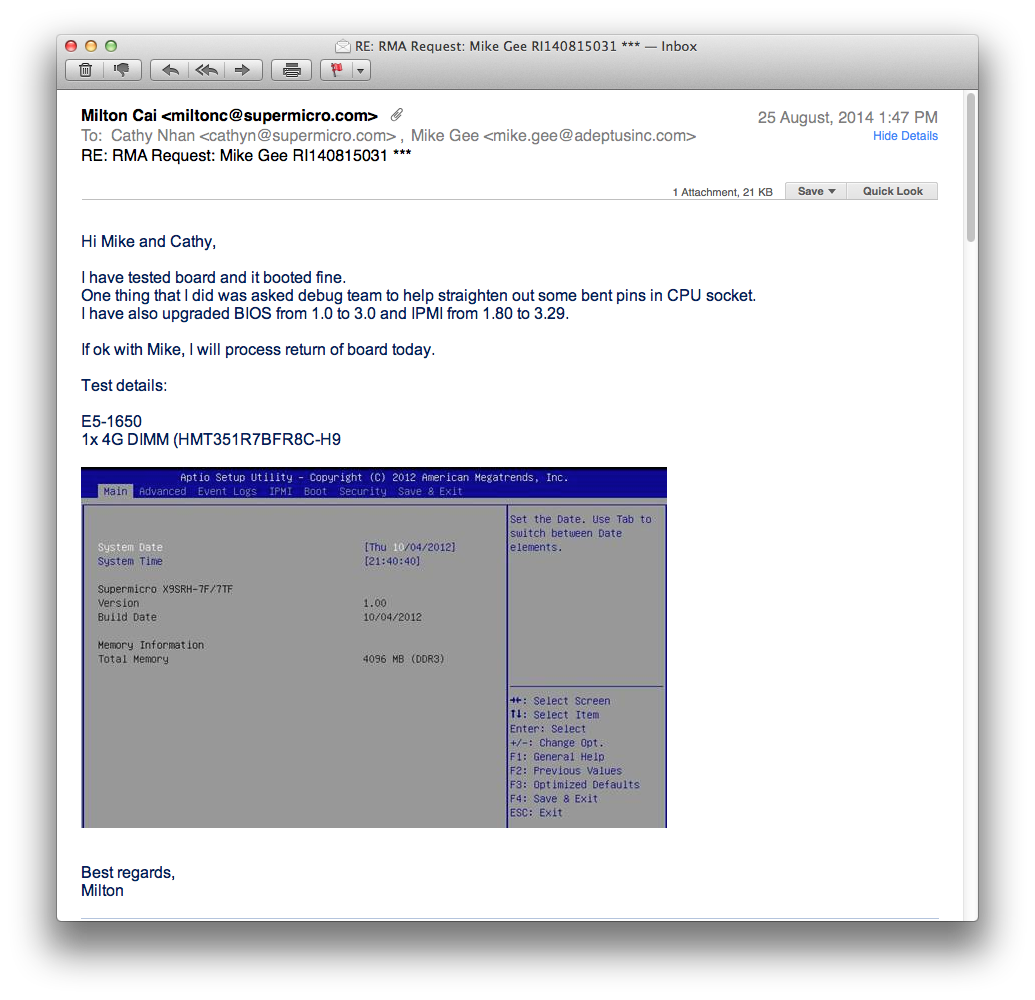 RE: RMA Request: Mike Gee RI140815031 *** — Inbox
Milton Cai <miltonc@supermicro.com>
25 August, 2014 1:47 PM
To: Cathy Nhan <cathyn@supermicro.com> , Mike Gee <mike.gee@adeptusinc.com>
Hide Details
RE: RMA Request: Mike Gee RI140815031 ***
1 Attachment, 21 KB
Save ▼
Quick Look
Hi Mike and Cathy,
I have tested board and it booted fine.
One thing that I did was asked debug team to help straighten out some bent pins in CPU socket.
I have also upgraded BIOS from 1.0 to 3.0 and IPMI from 1.80 to 3.29.
If ok with Mike, I will process return of board today.
Test details:
E5-1650
1x 4G DIMM (HMT351R7BFR8C-H9
Aptio Setup Utility - Copyright (C) 2012 American Megatrends, Inc.
Main Advanced Event Logs IPMI Boot Security Save & Exit
System Date [Thu 10/04/2012]
System Time [21:40:40]
Supermicro X9SRH-7F/7TF
Version 1.00
Build Date 10/04/2012
Memory Information
Total Memory 4096 MB (DDR3)
Set the Date. Use Tab to
switch between Date
elements.
→←: Select Screen
↑↓: Select Item
Enter: Select
+/-: Change Opt.
F1: General Help
F2: Previous Values
F3: Optimized Defaults
F4: Save & Exit
ESC: Exit
Best regards,
Milton